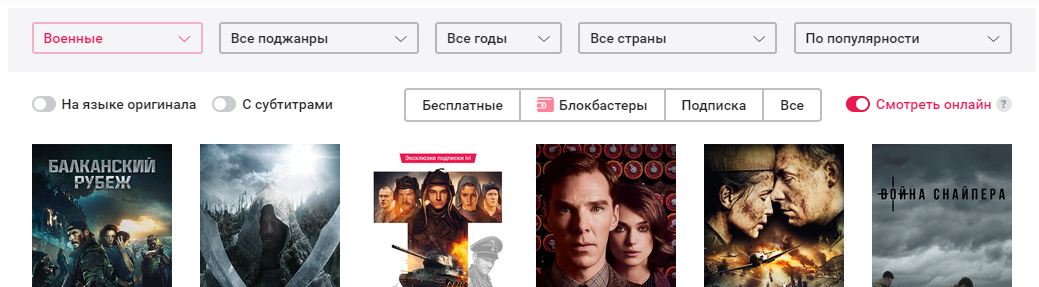 Военные
Все поджанры
Все годы
Все страны
По популярности
На языке оригинала
С субтитрами
Бесплатные
Блокбастеры
Подписка
Все
Смотреть онлайн
?
БАЛКАНСКИЙ
РУБЕЖ
Эксклюзив подписки ivi
ВОЙНА СНАЙПЕРА